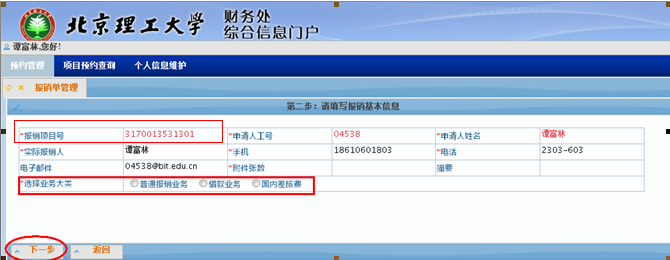 北京理工大学 财务处
综合信息门户
谭富林,您好!
预约管理 项目预约查询 个人信息维护
报销单管理
第二步：请填写报销基本信息
*报销项目号 3170013531301 *申请人工号 04538 *申请人姓名 谭富林
*实际报销人 谭富林 *手机 18610601803 *电话 2303-603
电子邮件 04538@bit.edu.cn *附件张数 摘要
*选择业务大类 普通报销业务 借款业务 国内差旅费
下一步 返回